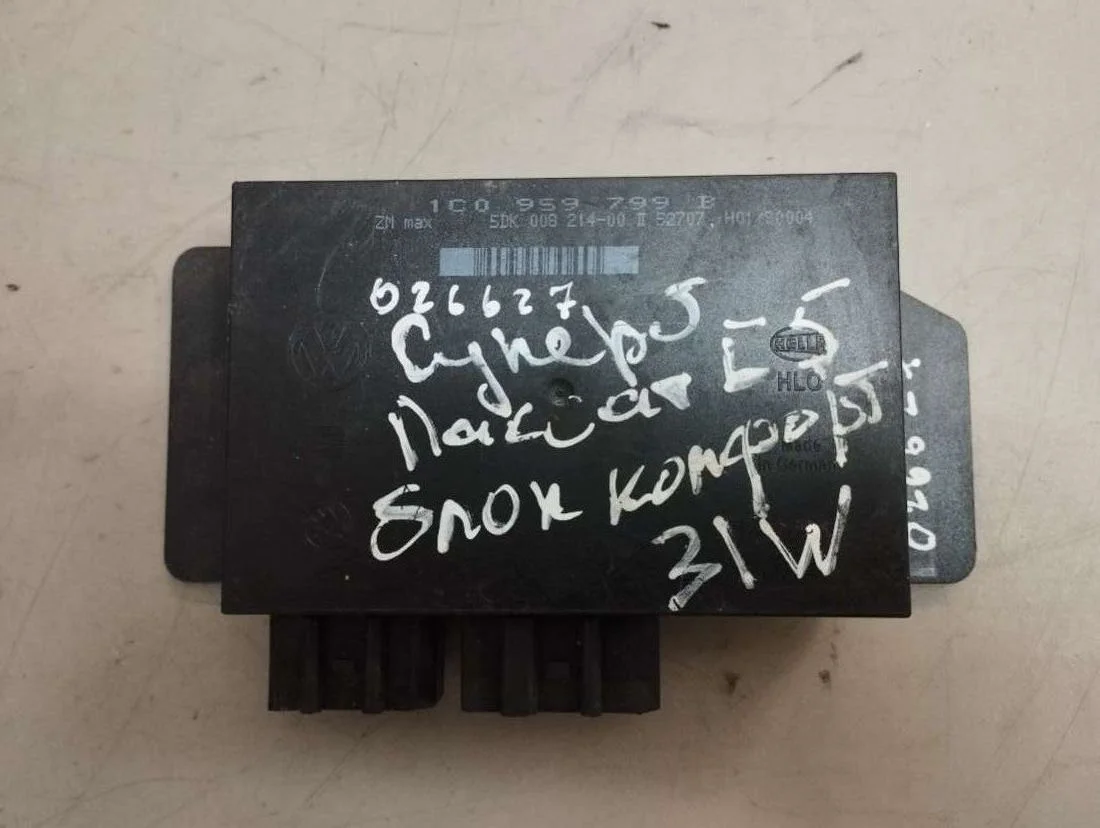 1C0 959 799 B
ZM max 5DK 008 214-00 II 52707 H01/S0004
026627
Суперб
Пассат Б5
HELLA
HLO
Блок комфорт
Made
in Germany
31W